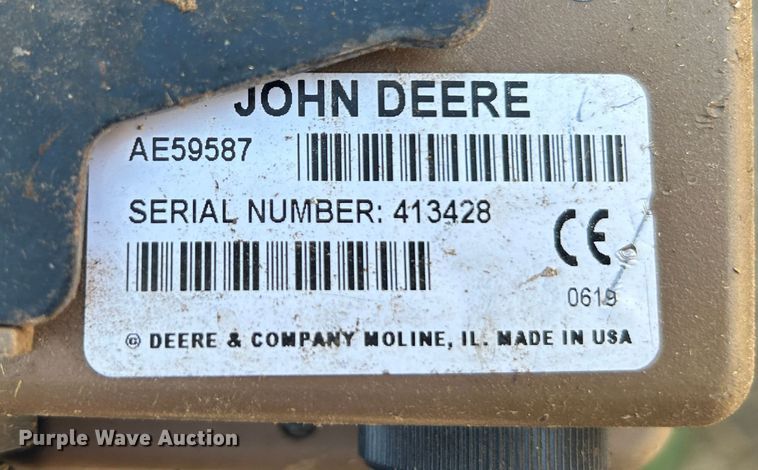 JOHN DEERE
AE59587
SERIAL NUMBER: 413428
CE
0619
© DEERE & COMPANY MOLINE, IL. MADE IN USA
Purple Wave Auction